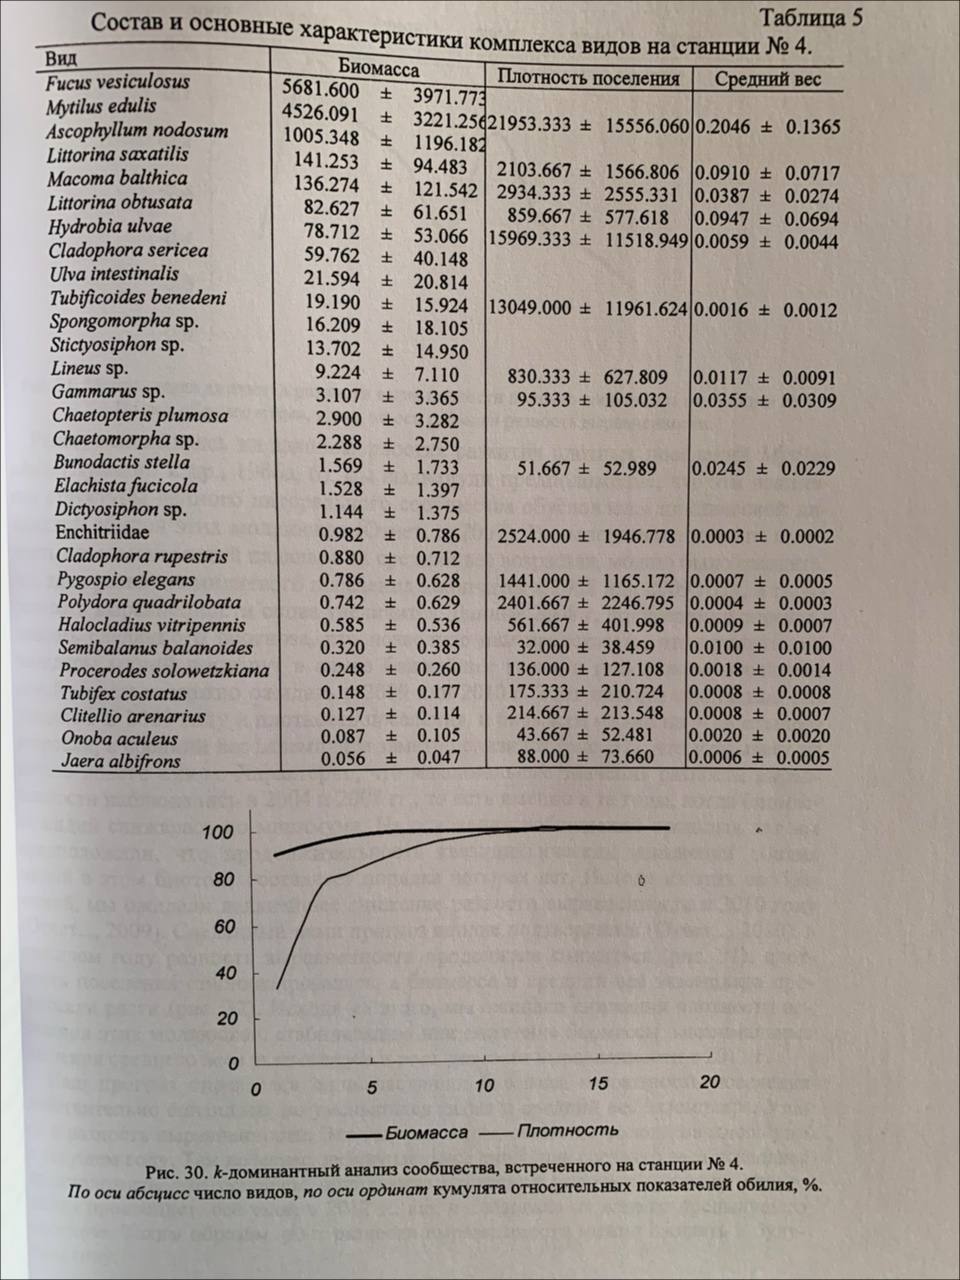 Таблица 5
Состав и основные характеристики комплекса видов на станции № 4.
Вид Биомасса Плотность поселения Средний вес
Fucus vesiculosus 5681.600 ± 3971.773
Mytilus edulis 4526.091 ± 3221.256 21953.333 ± 15556.060 0.2046 ± 0.1365
Ascophyllum nodosum 1005.348 ± 1196.182
Littorina saxatilis 141.253 ± 94.483 2103.667 ± 1566.806 0.0910 ± 0.0717
Macoma balthica 136.274 ± 121.542 2934.333 ± 2555.331 0.0387 ± 0.0274
Littorina obtusata 82.627 ± 61.651 859.667 ± 577.618 0.0947 ± 0.0694
Hydrobia ulvae 78.712 ± 53.066 15969.333 ± 11518.949 0.0059 ± 0.0044
Cladophora sericea 59.762 ± 40.148
Ulva intestinalis 21.594 ± 20.814
Tubificoides benedeni 19.190 ± 15.924 13049.000 ± 11961.624 0.0016 ± 0.0012
Spongomorpha sp. 16.209 ± 18.105
Stictyosiphon sp. 13.702 ± 14.950
Lineus sp. 9.224 ± 7.110 830.333 ± 627.809 0.0117 ± 0.0091
Gammarus sp. 3.107 ± 3.365 95.333 ± 105.032 0.0355 ± 0.0309
Chaetopteris plumosa 2.900 ± 3.282
Chaetomorpha sp. 2.288 ± 2.750
Bunodactis stella 1.569 ± 1.733 51.667 ± 52.989 0.0245 ± 0.0229
Elachista fucicola 1.528 ± 1.397
Dictyosiphon sp. 1.144 ± 1.375
Enchitriidae 0.982 ± 0.786 2524.000 ± 1946.778 0.0003 ± 0.0002
Cladophora rupestris 0.880 ± 0.712
Pygospio elegans 0.786 ± 0.628 1441.000 ± 1165.172 0.0007 ± 0.0005
Polydora quadrilobata 0.742 ± 0.629 2401.667 ± 2246.795 0.0004 ± 0.0003
Halocladius vitripennis 0.585 ± 0.536 561.667 ± 401.998 0.0009 ± 0.0007
Semibalanus balanoides 0.320 ± 0.385 32.000 ± 38.459 0.0100 ± 0.0100
Procerodes solowetzkiana 0.248 ± 0.260 136.000 ± 127.108 0.0018 ± 0.0014
Tubifex costatus 0.148 ± 0.177 175.333 ± 210.724 0.0008 ± 0.0008
Clitellio arenarius 0.127 ± 0.114 214.667 ± 213.548 0.0008 ± 0.0007
Onoba aculeus 0.087 ± 0.105 43.667 ± 52.481 0.0020 ± 0.0020
Jaera albifrons 0.056 ± 0.047 88.000 ± 73.660 0.0006 ± 0.0005
100
80
60
40
20
0
0 5 10 15 20
Биомасса Плотность
Рис. 30. k-доминантный анализ сообщества, встреченного на станции № 4.
По оси абсцисс число видов, по оси ординат кумулята относительных показателей обилия, %.